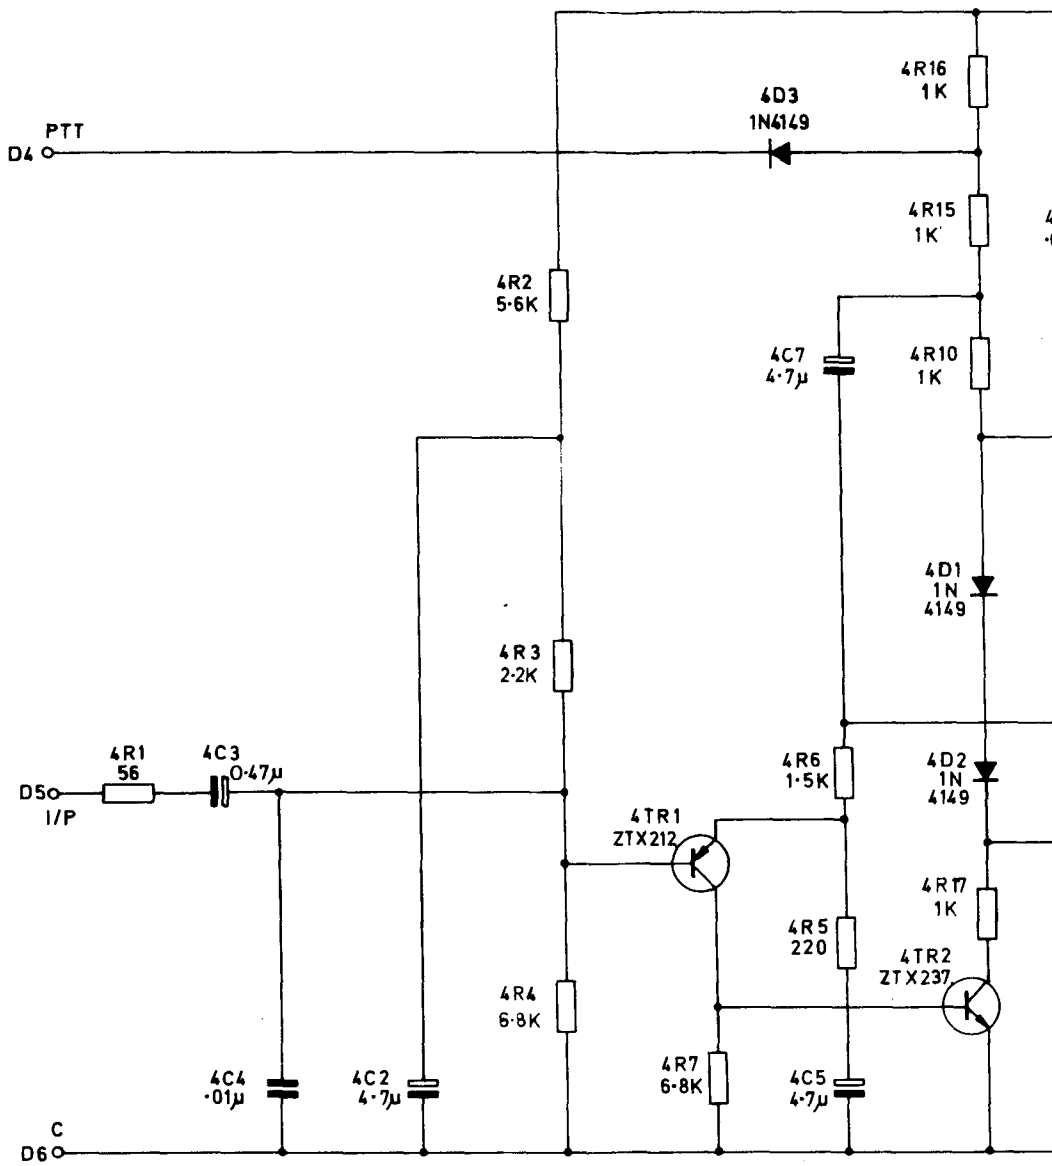 4R16
1K
4D3
1N4149
PTT
D4
4R15
1K
4R2
5·6K
4C7
4·7µ
4R10
1K
4D1
1N
4149
4R3
2·2K
4R1
56
4C3
0·47µ
D5
I/P
4R6
1·5K
4D2
1N
4149
4TR1
ZTX212
4R17
1K
4R5
220
4TR2
ZTX237
4R4
6·8K
4R7
6·8K
4C4
·01µ
4C2
4·7µ
4C5
4·7µ
C
D6